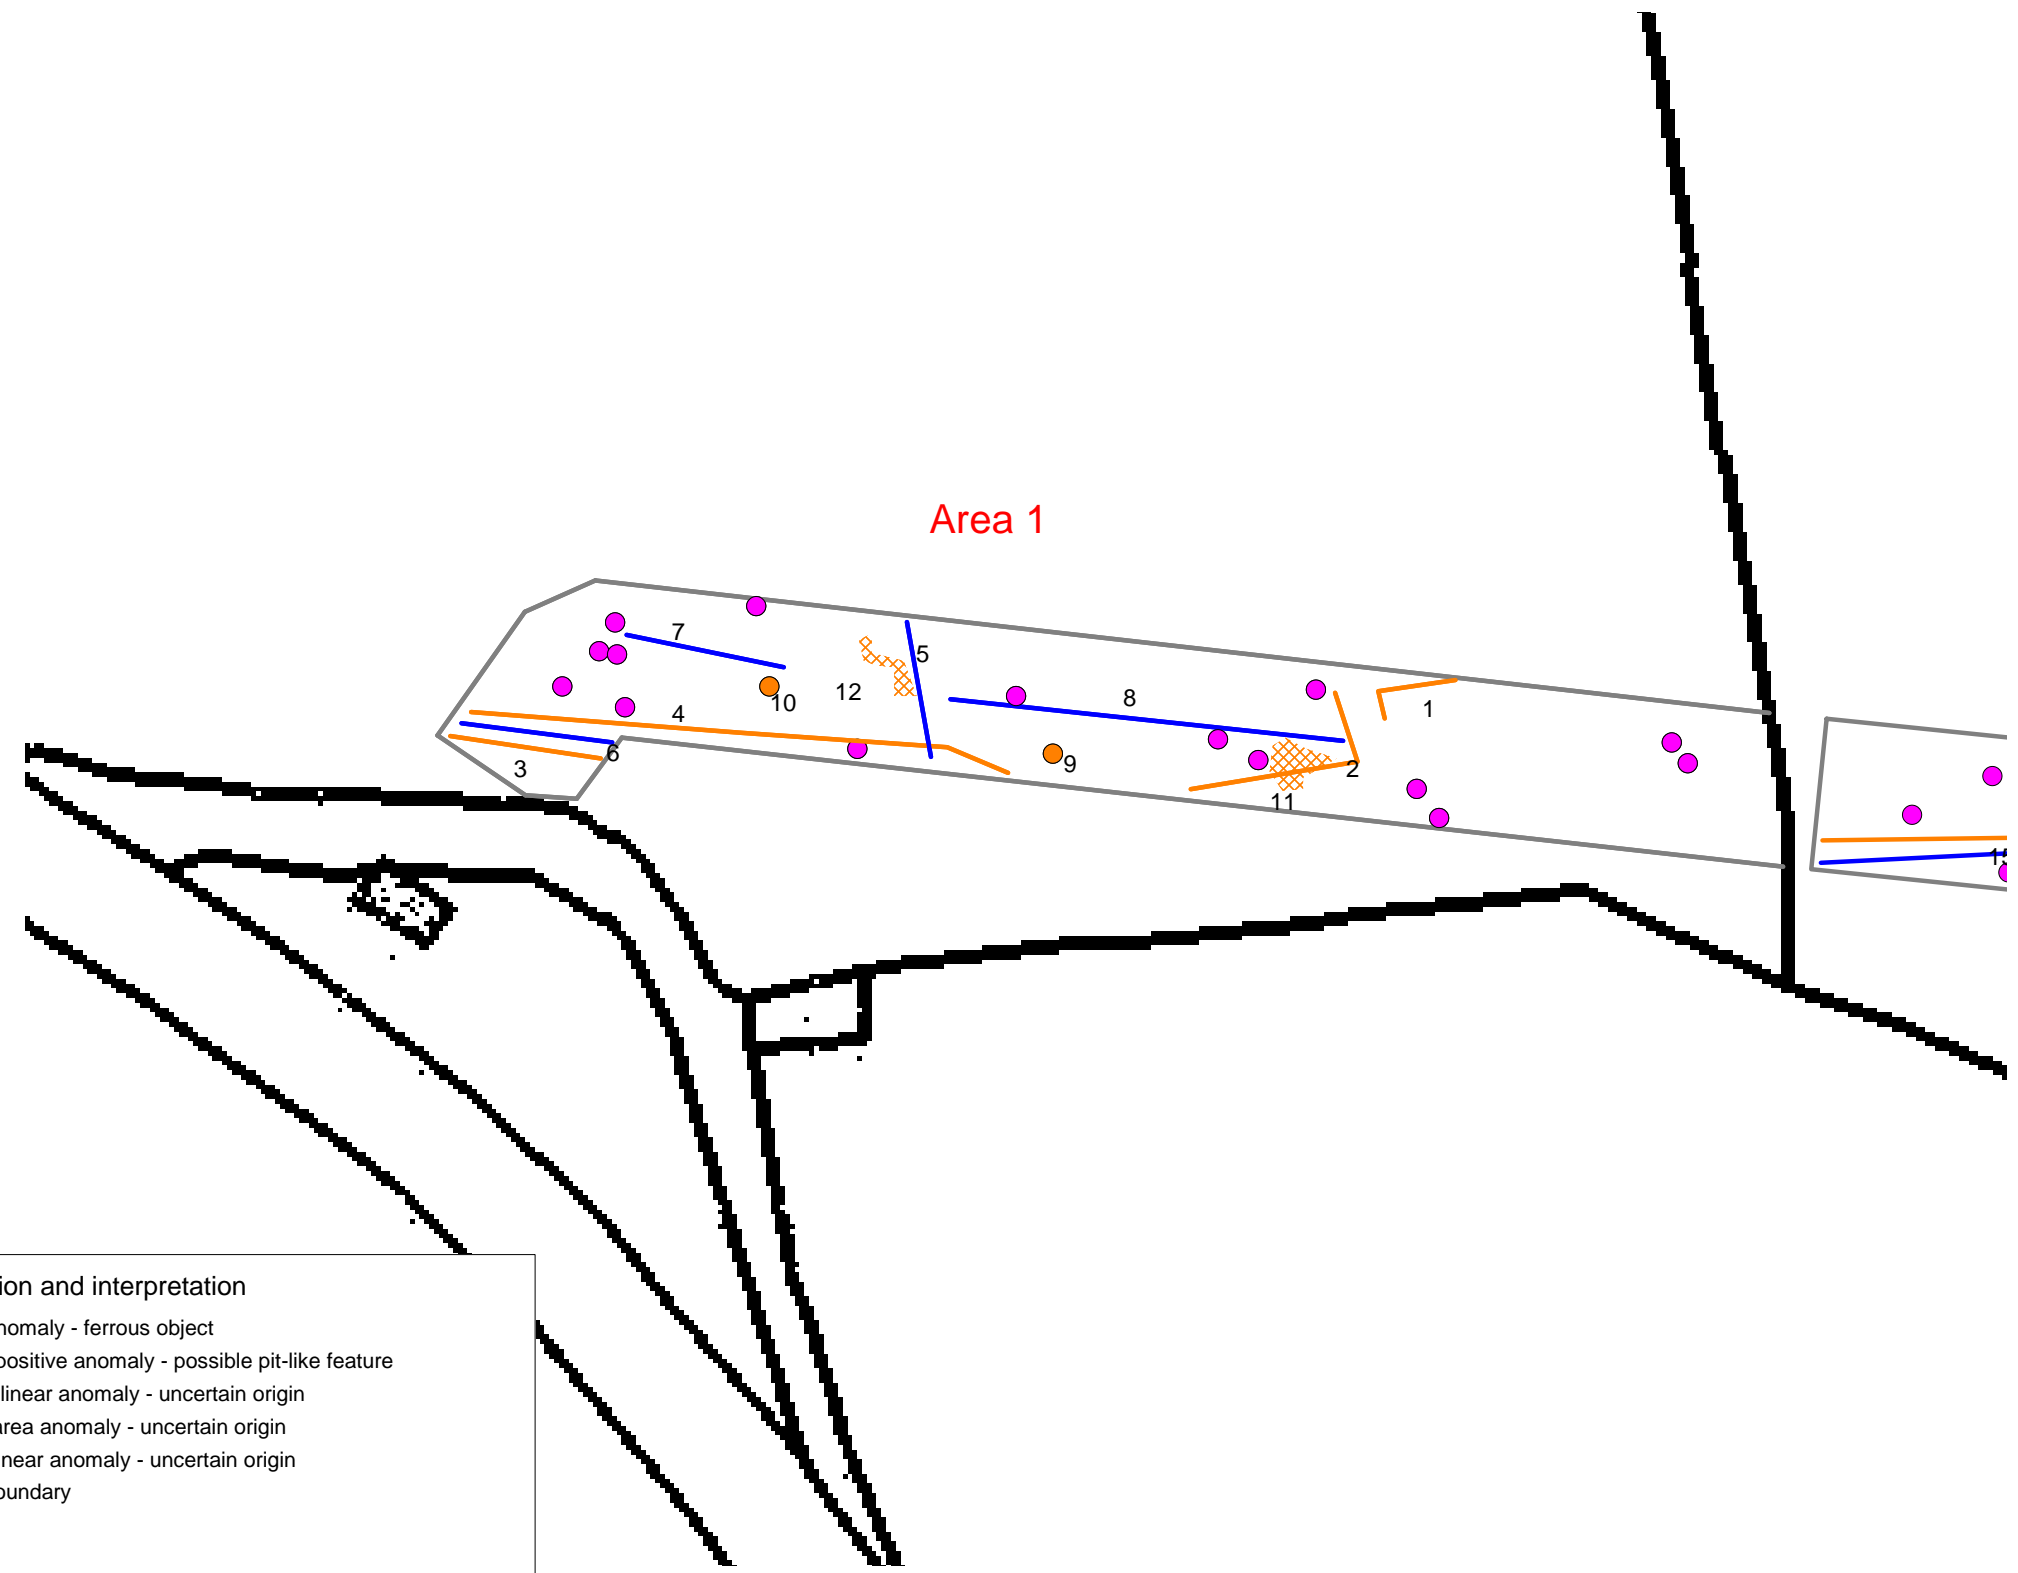 Area 1
7
5
12
10
8
1
4
6
3
9
2
11
ion and interpretation
nomaly - ferrous object
positive anomaly - possible pit-like feature
linear anomaly - uncertain origin
area anomaly - uncertain origin
near anomaly - uncertain origin
oundary